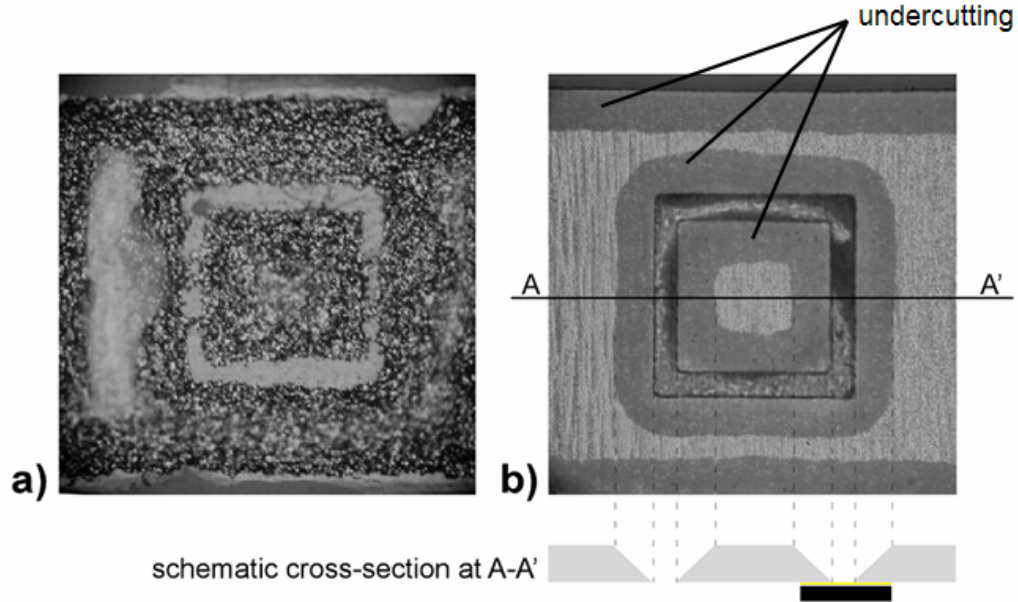 undercutting
A A’
a) b)
schematic cross-section at A-A’